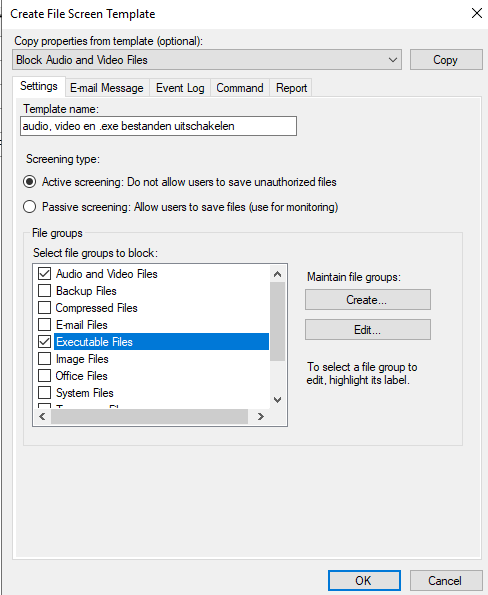 Create File Screen Template
Copy properties from template (optional):
Block Audio and Video Files
Copy
Settings
E-mail Message
Event Log
Command
Report
Template name:
audio, video en .exe bestanden uitschakelen
Screening type:
Active screening: Do not allow users to save unauthorized files
Passive screening: Allow users to save files (use for monitoring)
File groups
Select file groups to block:
Audio and Video Files
Backup Files
Compressed Files
E-mail Files
Executable Files
Image Files
Office Files
System Files
Maintain file groups:
Create...
Edit...
To select a file group to
edit, highlight its label.
OK
Cancel